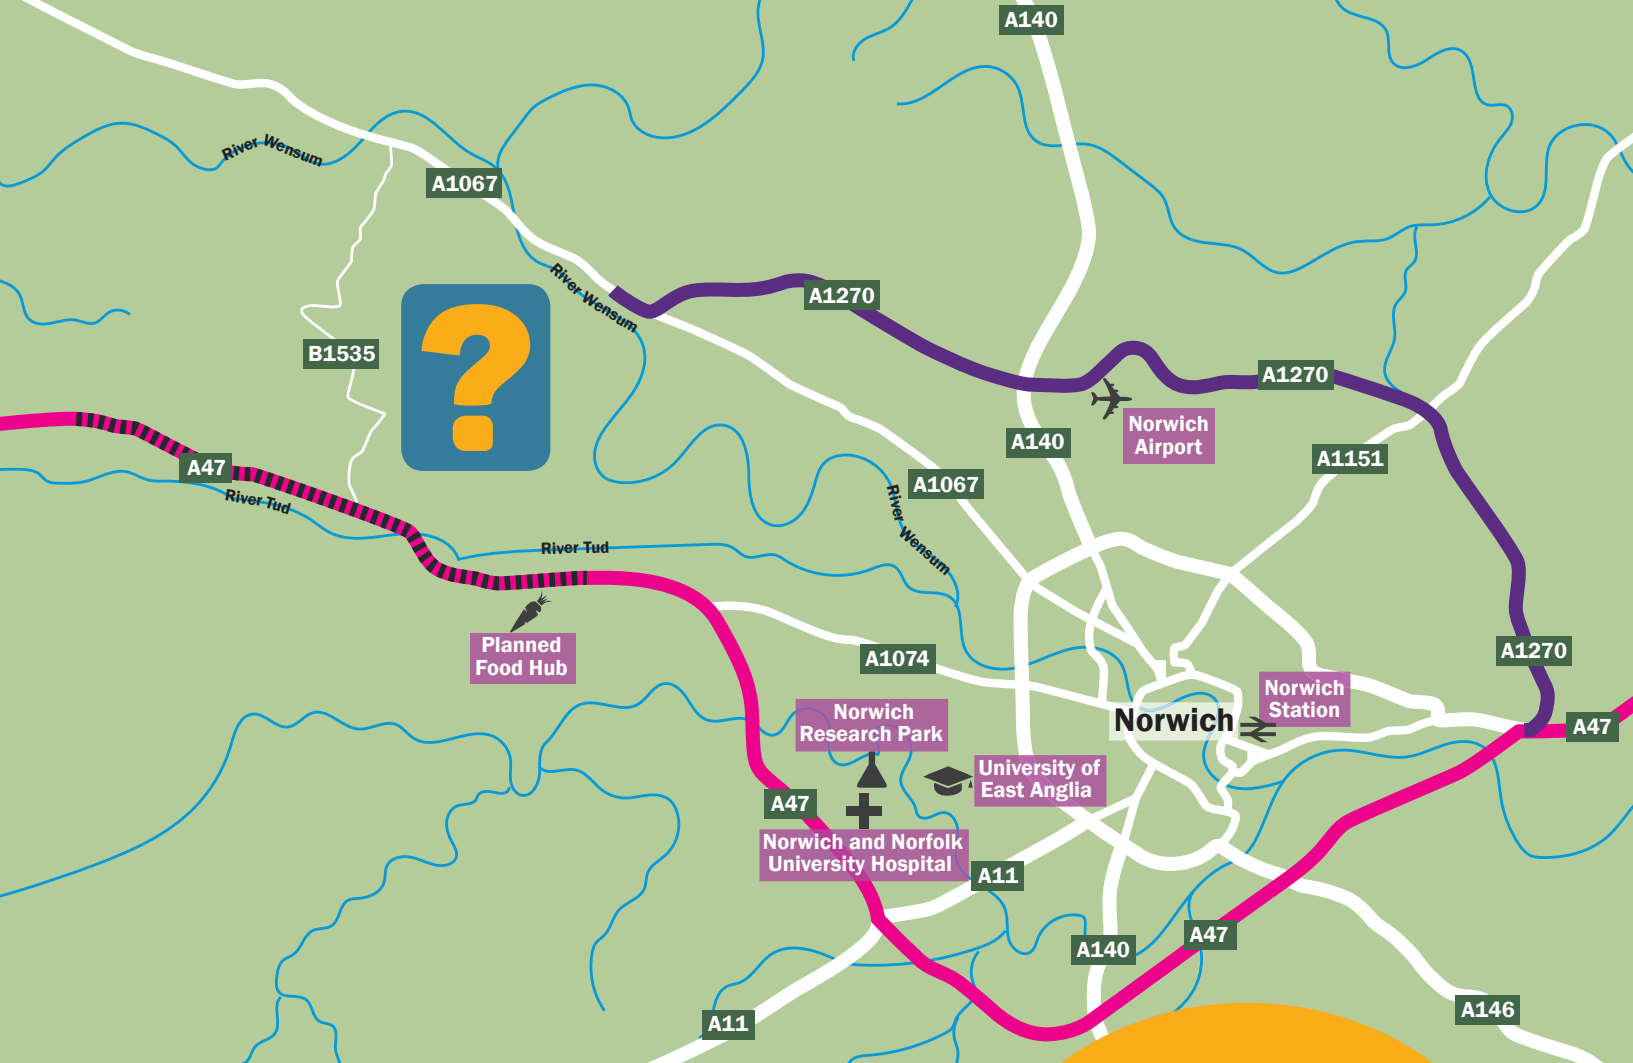 A140
River Wensum
A1067
River Wensum
A1270
B1535
?
A1270
Norwich
Airport
A140
A1151
A47
A1067
River Tud
River Wensum
River Tud
Planned
Food Hub
A1074
A1270
Norwich
Station
Norwich
Norwich
Research Park
A47
University of
East Anglia
A47
Norwich and Norfolk
University Hospital
A11
A47
A140
A146
A11